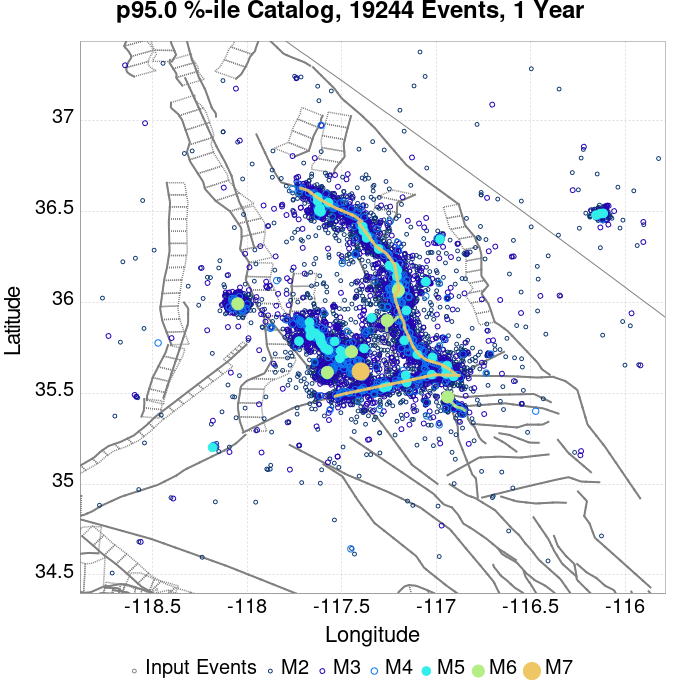 p95.0 %-ile Catalog, 19244 Events, 1 Year
37
36.5
36
35.5
35
34.5
Latitude
-118.5 -118 -117.5 -117 -116.5 -116
Longitude
Input Events M2 M3 M4 M5 M6 M7